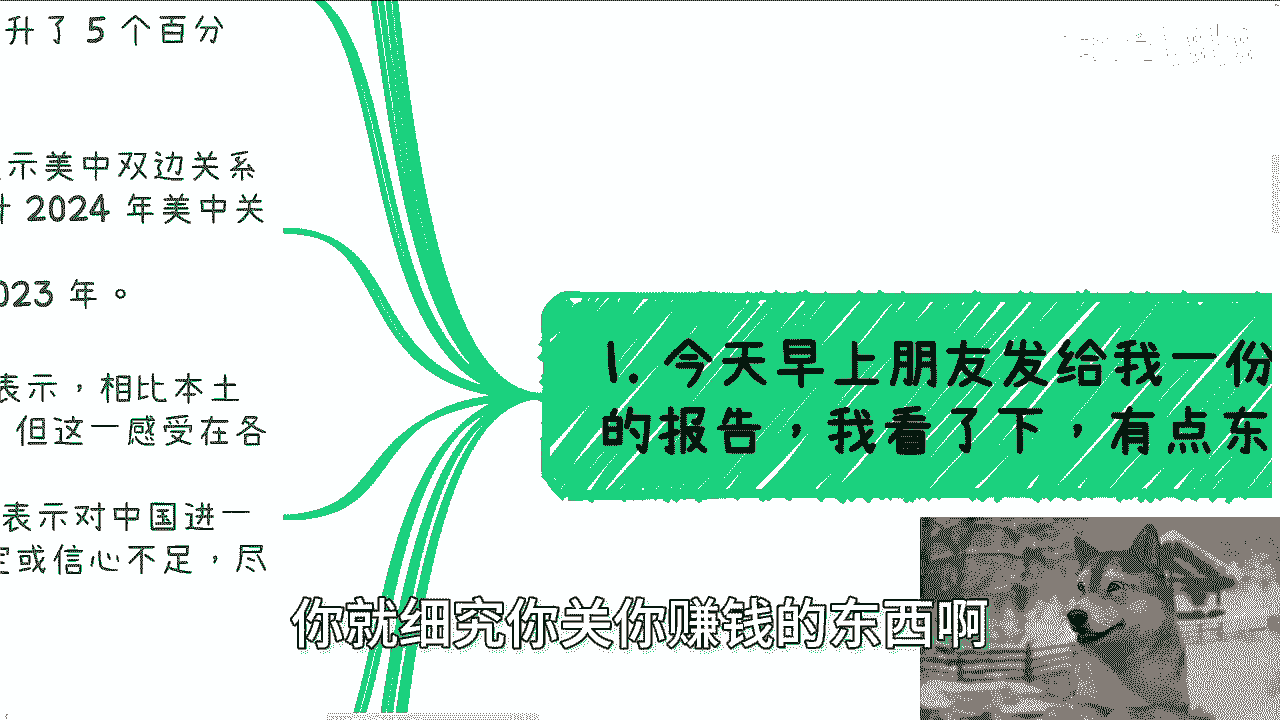 升了 5 个百分
示美中双边关系
计 2024 年美中关
023 年。
表示，相比本土
但这一感受在各
表示对中国进一
定或信心不足，尽
1. 今天早上朋友发给我一份
的报告，我看了下，有点东
你就细究你关你赚钱的东西啊